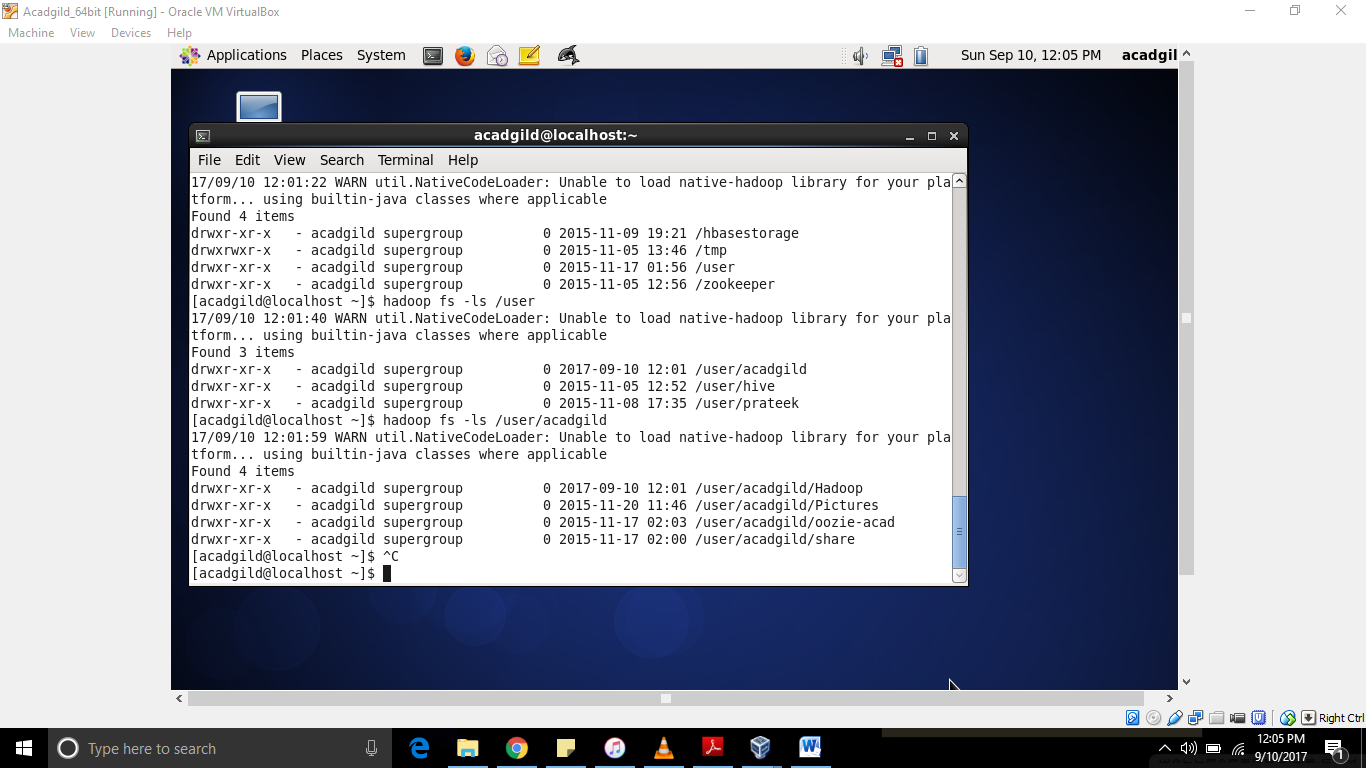 Acadgild_64bit [Running] - Oracle VM VirtualBox
Machine View Devices Help
Applications Places System Sun Sep 10, 12:05 PM acadgil
acadgild@localhost:~
File Edit View Search Terminal Help
17/09/10 12:01:22 WARN util.NativeCodeLoader: Unable to load native-hadoop library for your pla
tform... using builtin-java classes where applicable
Found 4 items
drwxr-xr-x   - acadgild supergroup          0 2015-11-09 19:21 /hbasestorage
drwxrwxr-x   - acadgild supergroup          0 2015-11-05 13:46 /tmp
drwxr-xr-x   - acadgild supergroup          0 2015-11-17 01:56 /user
drwxr-xr-x   - acadgild supergroup          0 2015-11-05 12:56 /zookeeper
[acadgild@localhost ~]$ hadoop fs -ls /user
17/09/10 12:01:40 WARN util.NativeCodeLoader: Unable to load native-hadoop library for your pla
tform... using builtin-java classes where applicable
Found 3 items
drwxr-xr-x   - acadgild supergroup          0 2017-09-10 12:01 /user/acadgild
drwxr-xr-x   - acadgild supergroup          0 2015-11-05 12:52 /user/hive
drwxr-xr-x   - acadgild supergroup          0 2015-11-08 17:35 /user/prateek
[acadgild@localhost ~]$ hadoop fs -ls /user/acadgild
17/09/10 12:01:59 WARN util.NativeCodeLoader: Unable to load native-hadoop library for your pla
tform... using builtin-java classes where applicable
Found 4 items
drwxr-xr-x   - acadgild supergroup          0 2017-09-10 12:01 /user/acadgild/Hadoop
drwxr-xr-x   - acadgild supergroup          0 2015-11-20 11:46 /user/acadgild/Pictures
drwxr-xr-x   - acadgild supergroup          0 2015-11-17 02:03 /user/acadgild/oozie-acad
drwxr-xr-x   - acadgild supergroup          0 2015-11-17 02:00 /user/acadgild/share
[acadgild@localhost ~]$ ^C
[acadgild@localhost ~]$
Right Ctrl
Type here to search
12:05 PM
9/10/2017
1